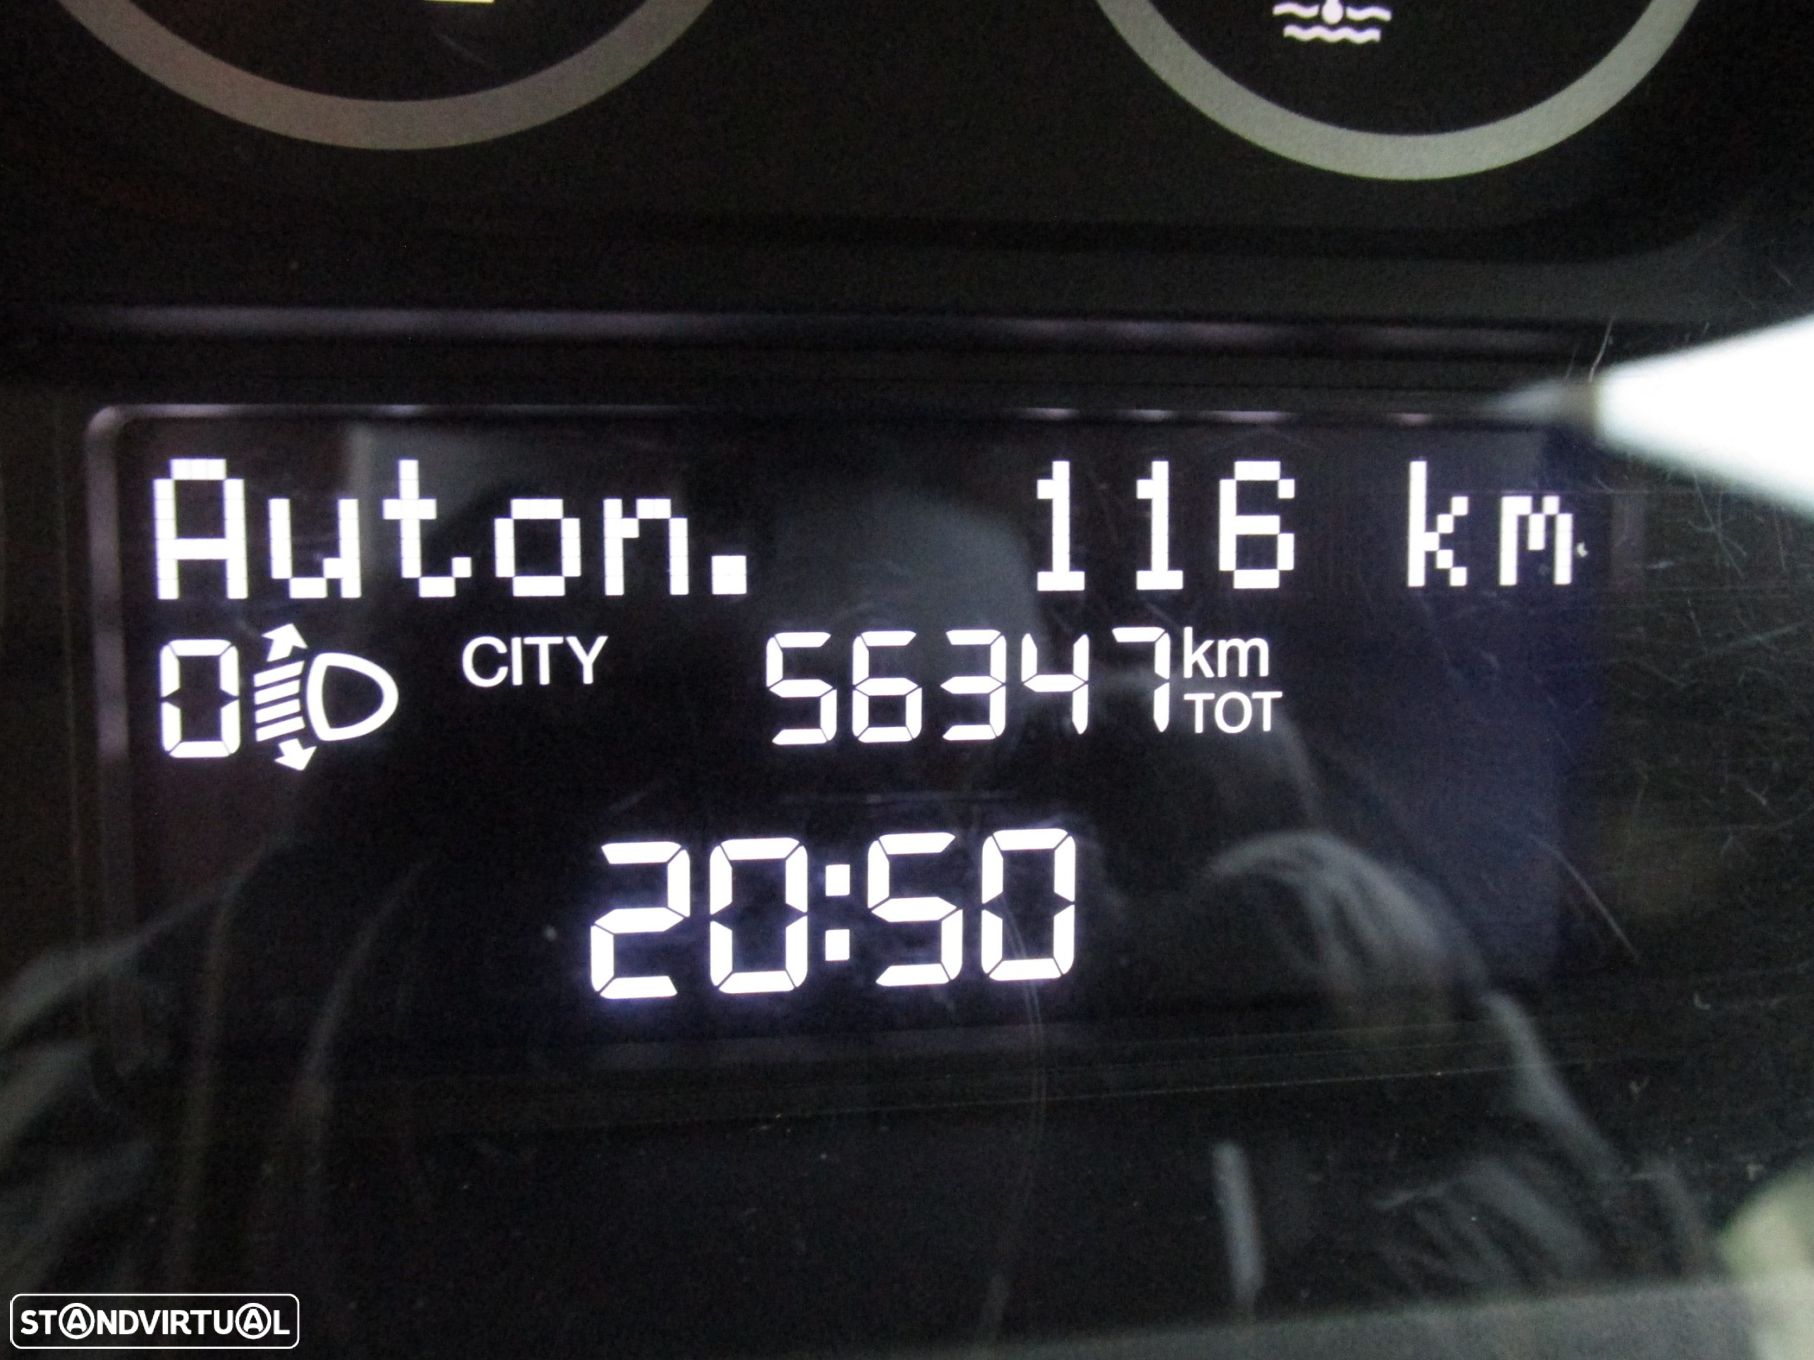 Auton. 116 km
0 CITY 56347 km
TOT
20:50
STANDVIRTUAL